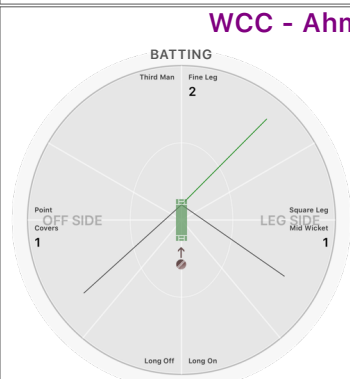 WCC - Ahm
BATTING
Third Man Fine Leg
2
Point Square Leg
OFF SIDE LEG SIDE
Covers Mid Wicket
1 1
Long Off Long On